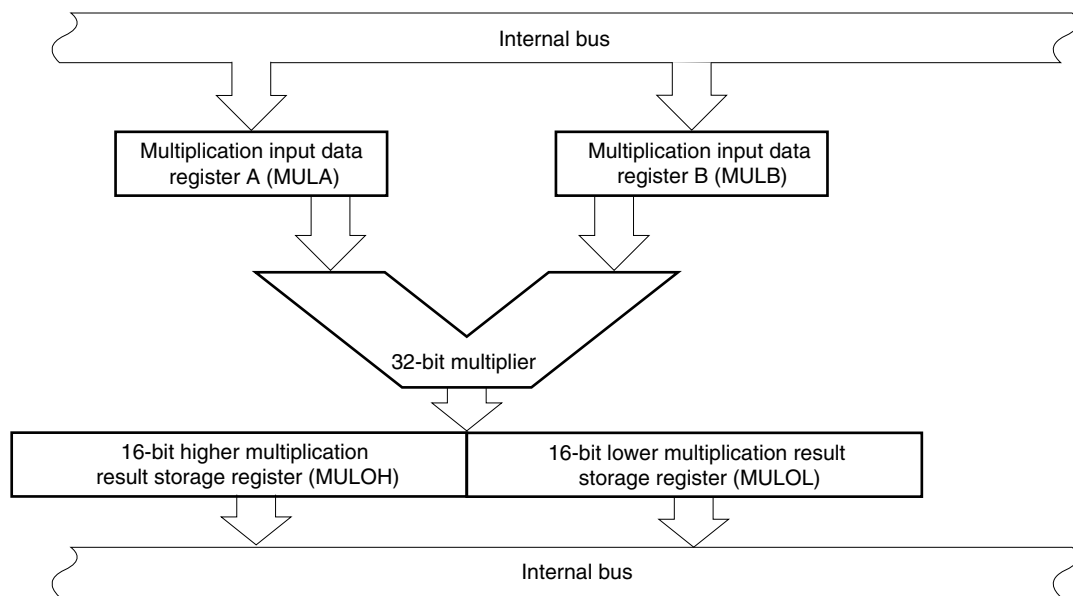 Internal bus
Multiplication input data
register A (MULA)
Multiplication input data
register B (MULB)
32-bit multiplier
16-bit higher multiplication
result storage register (MULOH)
16-bit lower multiplication result
storage register (MULOL)
Internal bus